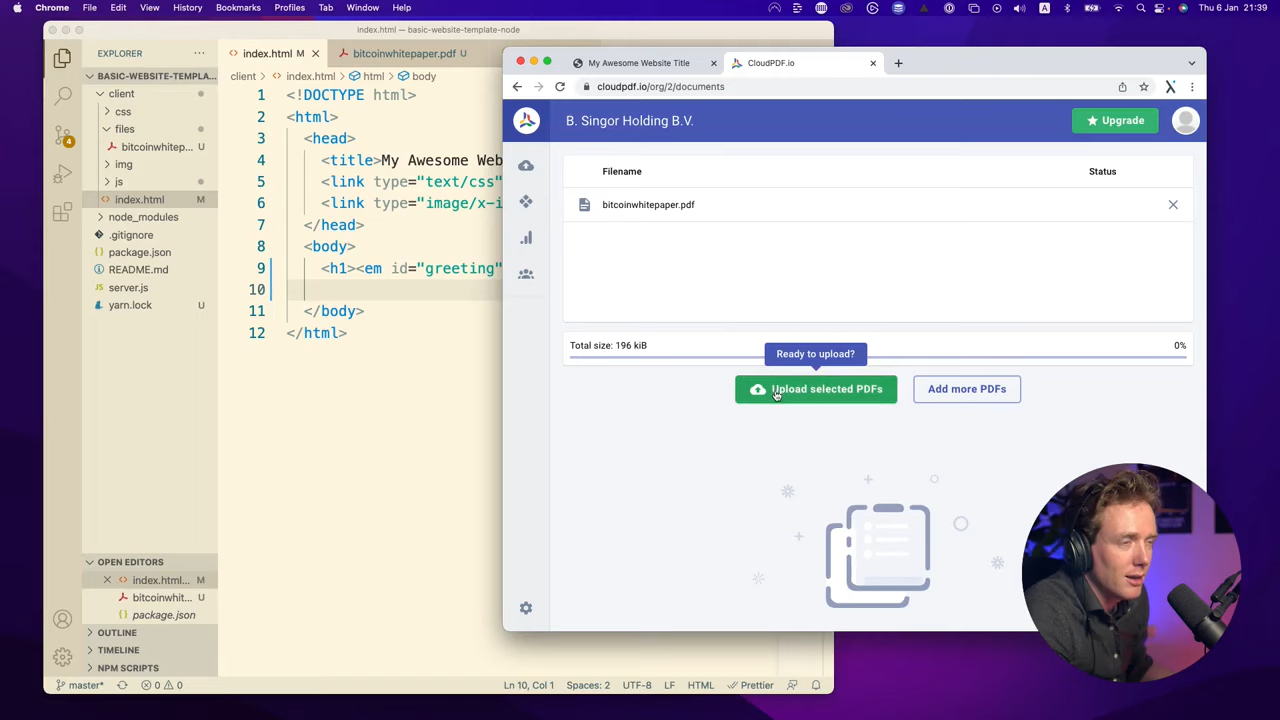 Chrome File Edit View History Bookmarks Profiles Tab Window Help
A
Thu 6 Jan 21:39
index.html — basic-website-template-node
EXPLORER
BASIC-WEBSITE-TEMPLA...
client
css
files
bitcoinwhitep... U
img
js
index.html M
node_modules
.gitignore
package.json
README.md
server.js
yarn.lock U
4
OPEN EDITORS
index.html... M
bitcoinwhit... U
package.json
OUTLINE
TIMELINE
NPM SCRIPTS
index.html M
bitcoinwhitepaper.pdf U
client > index.html > html > body
1 <!DOCTYPE html>
2 <html>
3 <head>
4 <title>My Awesome Web
5 <link type="text/css"
6 <link type="image/x-i
7 </head>
8 <body>
9 <h1><em id="greeting"
10
11 </body>
12 </html>
master* 0 0
Ln 10, Col 1 Spaces: 2 UTF-8 LF HTML Prettier
My Awesome Website Title
CloudPDF.io
cloudpdf.io/org/2/documents
B. Singor Holding B.V.
Upgrade
Filename Status
bitcoinwhitepaper.pdf
Total size: 196 kiB 0%
Ready to upload?
Upload selected PDFs
Add more PDFs